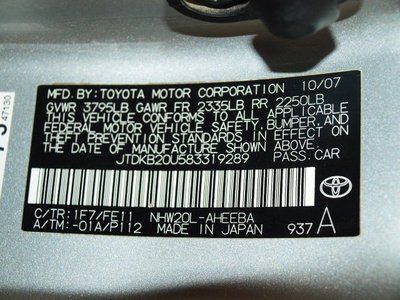 MFD. BY: TOYOTA MOTOR CORPORATION 10/07
GVWR 3795LB GAWR FR 2335LB RR 2250LB
THIS VEHICLE CONFORMS TO ALL APPLICABLE
FEDERAL MOTOR VEHICLE SAFETY, BUMPER, AND
THEFT PREVENTION STANDARDS IN EFFECT ON
THE DATE OF MANUFACTURE SHOWN ABOVE.
JTDKB20U583319289 PASS.CAR
TOYOTA
C/TR:1F7/FE11 NHW20L-AHEEBA
A/TM:-01A/P112 MADE IN JAPAN 937 A
47130